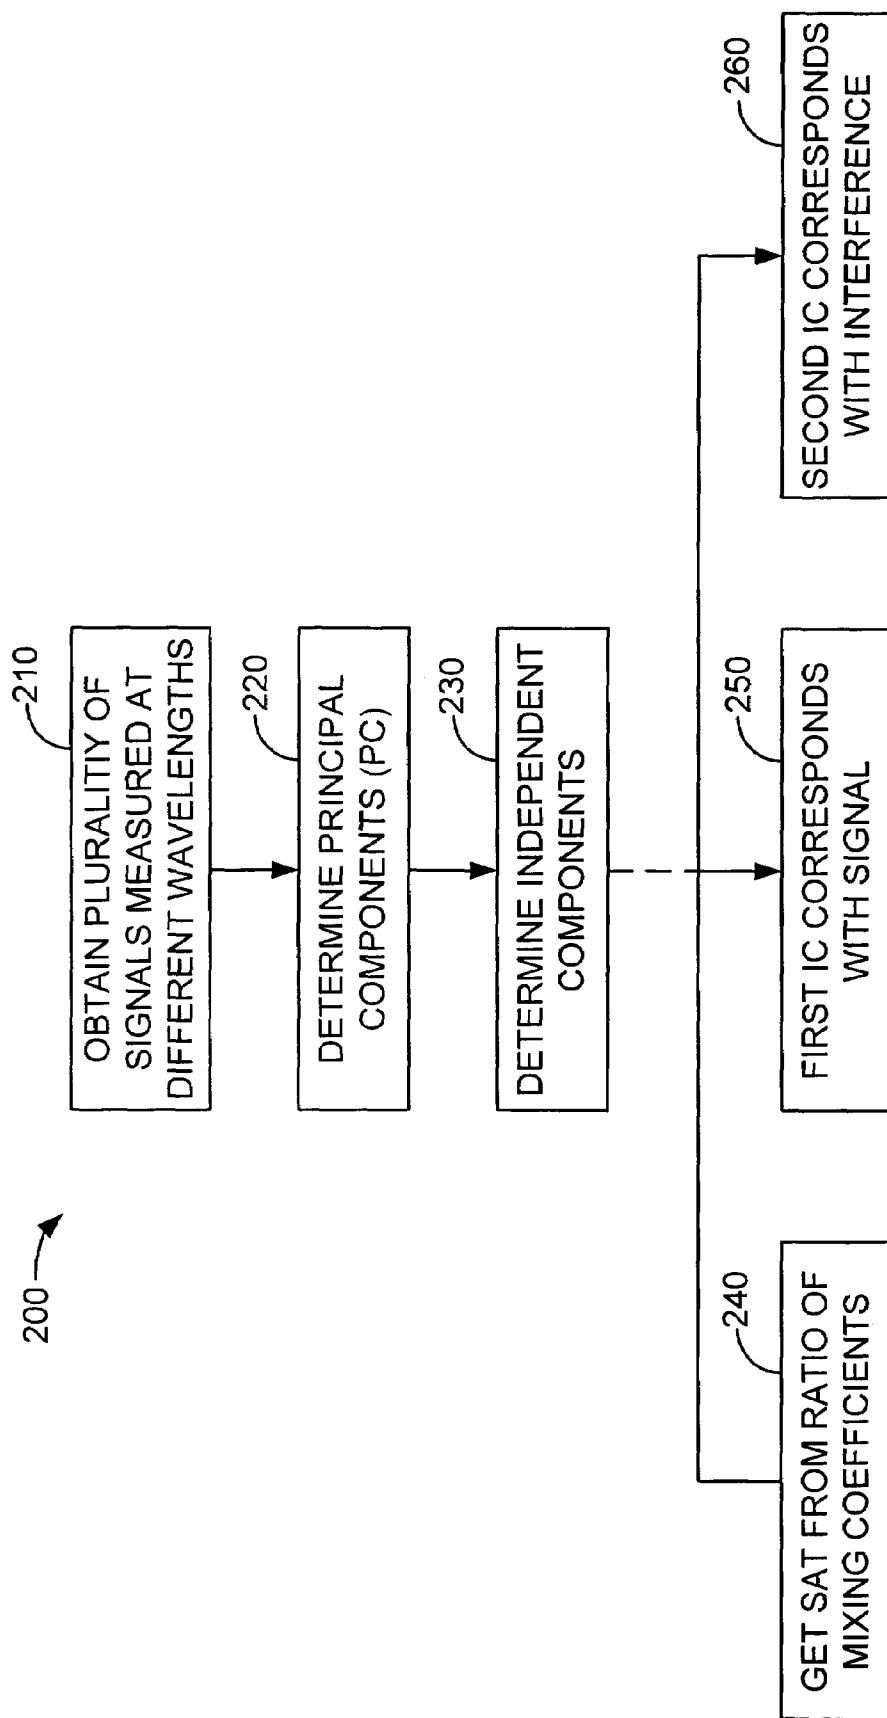 200
210
OBTAIN PLURALITIY OF
SIGNALS MEASURED AT
DIFFERENT WAVELENGTHS
220
DETERMINE PRINCIPAL
COMPONENTS (PC)
230
DETERMINE INDEPENDENT
COMPONENTS
240
GET SAT FROM RATIO OF
MIXING COEFFICIENTS
250
FIRST IC CORRESPONDS
WITH SIGNAL
260
SECOND IC CORRESPONDS
WITH INTERFERENCE